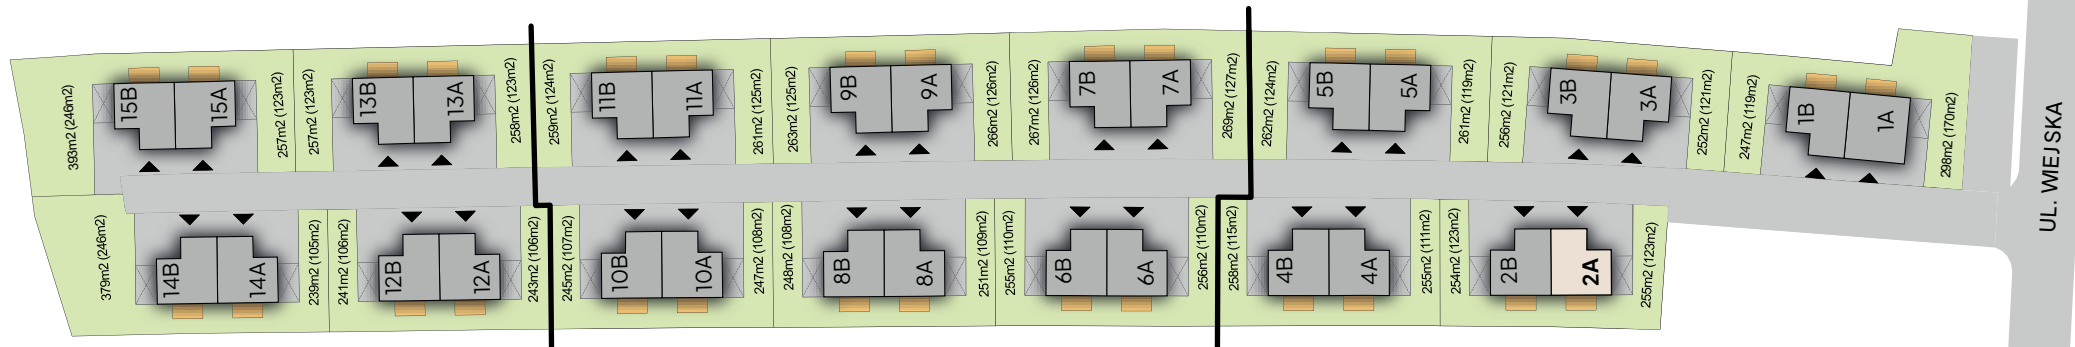 393m2 (246m2)
15B
15A
257m2 (123m2)
257m2 (123m2)
13B
13A
258m2 (123m2)
259m2 (124m2)
11B
11A
261m2 (125m2)
263m2 (125m2)
9B
9A
266m2 (126m2)
267m2 (126m2)
7B
7A
269m2 (127m2)
262m2 (124m2)
5B
5A
261m2 (119m2)
256m2 (121m2)
3B
3A
252m2 (121m2)
247m2 (119m2)
1B
1A
298m2 (170m2)
UL. WIEJSKA
379m2 (246m2)
14B
14A
239m2 (105m2)
241m2 (106m2)
12B
12A
243m2 (106m2)
245m2 (107m2)
10B
10A
247m2 (108m2)
248m2 (108m2)
8B
8A
251m2 (109m2)
255m2 (110m2)
6B
6A
256m2 (110m2)
258m2 (115m2)
4B
4A
255m2 (111m2)
254m2 (123m2)
2B
2A
255m2 (123m2)